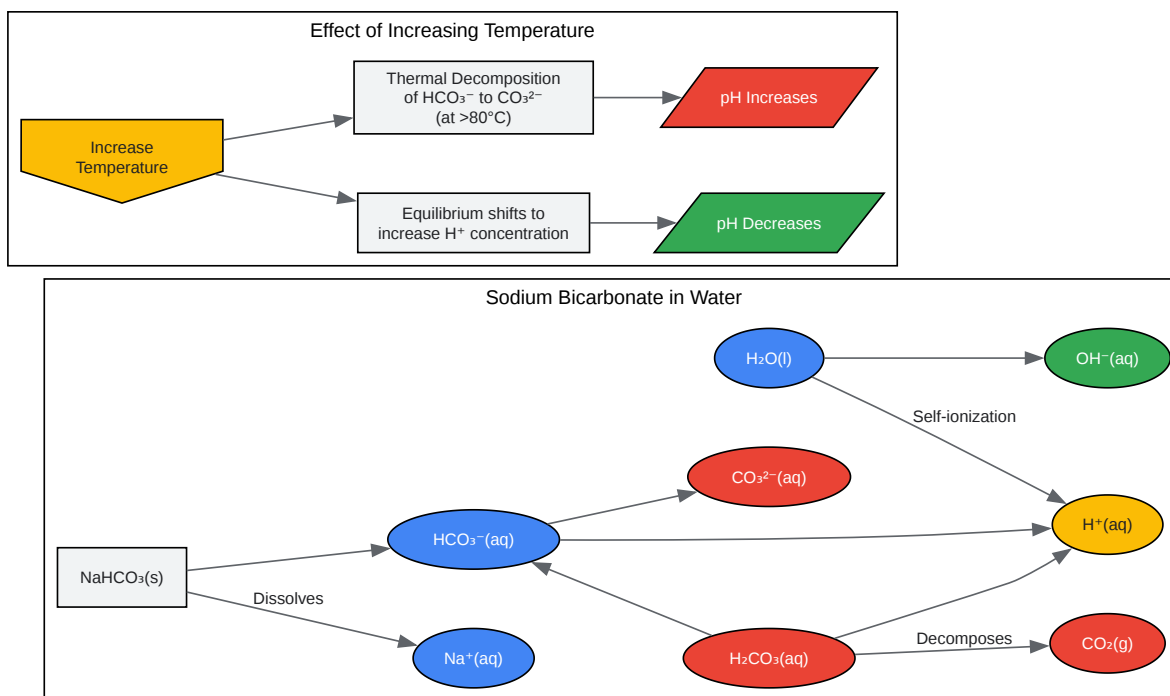 Effect of Increasing Temperature
Thermal Decomposition
of HCO₃⁻ to CO₃²⁻
(at >80°C)
pH Increases
Increase
Temperature
Equilibrium shifts to
increase H⁺ concentration
pH Decreases
Sodium Bicarbonate in Water
H₂O(l)
OH⁻(aq)
Self-ionization
CO₃²⁻(aq)
H⁺(aq)
HCO₃⁻(aq)
NaHCO₃(s)
Dissolves
Na⁺(aq)
H₂CO₃(aq)
Decomposes
CO₂(g)